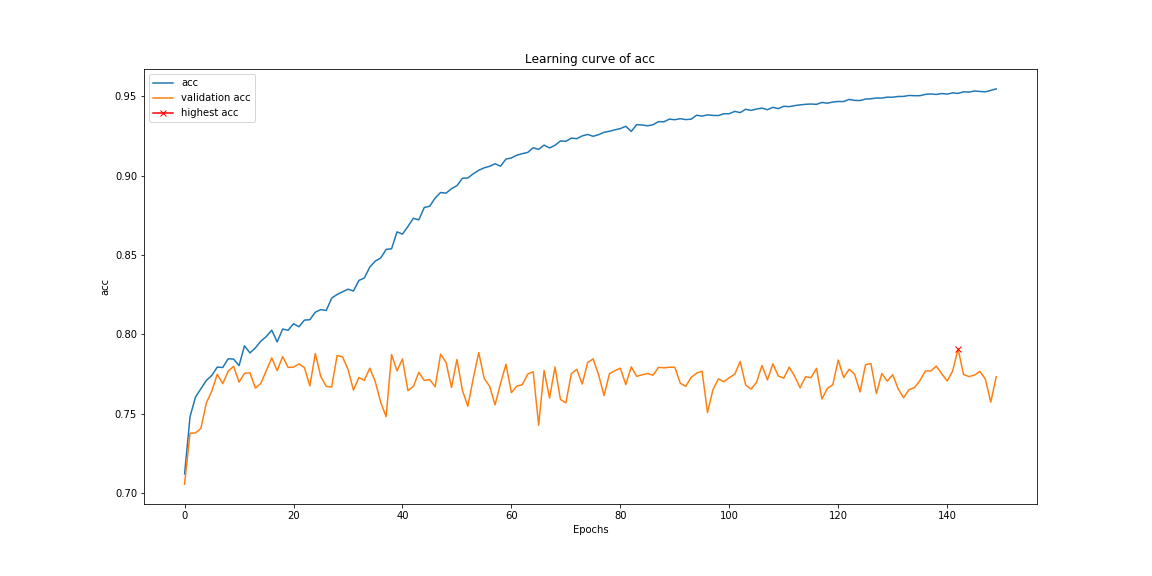 Learning curve of acc
acc
validation acc
highest acc
0.95
0.90
0.85
0.80
0.75
0.70
acc
0 20 40 60 80 100 120 140
Epochs